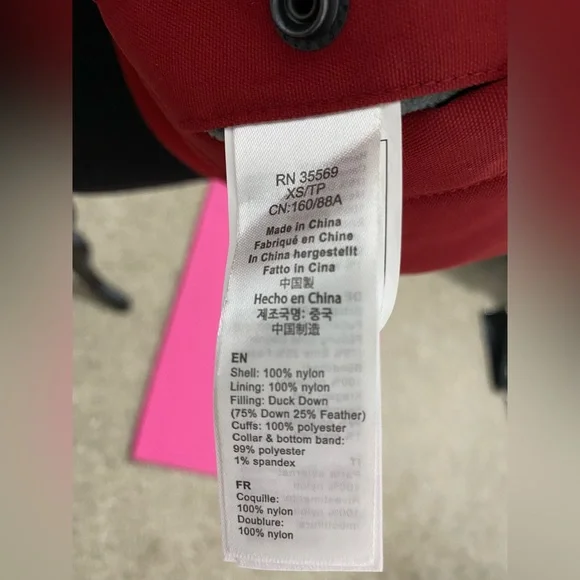 RN 35569
XS/TP
CN:160/88A
Made in China
Fabriqué en Chine
In China hergestellt
Fatto in Cina
中国製
Hecho en China
제조국명: 중국
中国制造
EN
Shell: 100% nylon
Lining: 100% nylon
Filling: Duck Down
(75% Down 25% Feather)
Cuffs: 100% polyester
Collar & bottom band:
99% polyester
1% spandex
FR
Coquille:
100% nylon
Doublure:
100% nylon